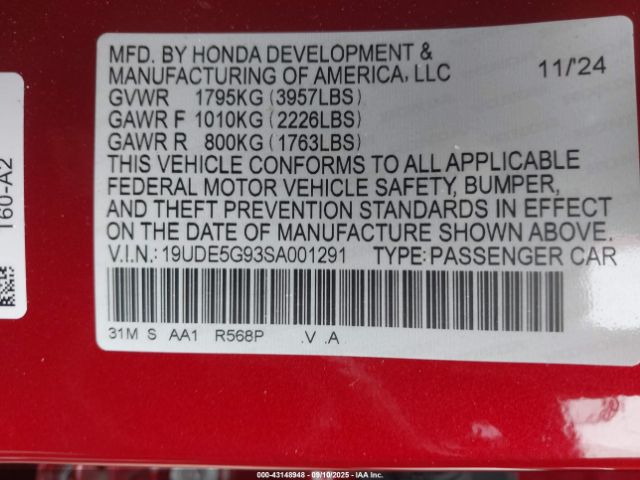 MFD. BY HONDA DEVELOPMENT &
MANUFACTURING OF AMERICA, LLC 11/'24
GVWR 1795KG (3957LBS)
GAWR F 1010KG (2226LBS)
GAWR R 800KG (1763LBS)
THIS VEHICLE CONFORMS TO ALL APPLICABLE
FEDERAL MOTOR VEHICLE SAFETY, BUMPER,
AND THEFT PREVENTION STANDARDS IN EFFECT
ON THE DATE OF MANUFACTURE SHOWN ABOVE.
V.I.N.: 19UDE5G93SA001291 TYPE: PASSENGER CAR
31M S AA1 R568P .V .A
T60-A2
000-43148948 - 09/10/2025 - IAA Inc.